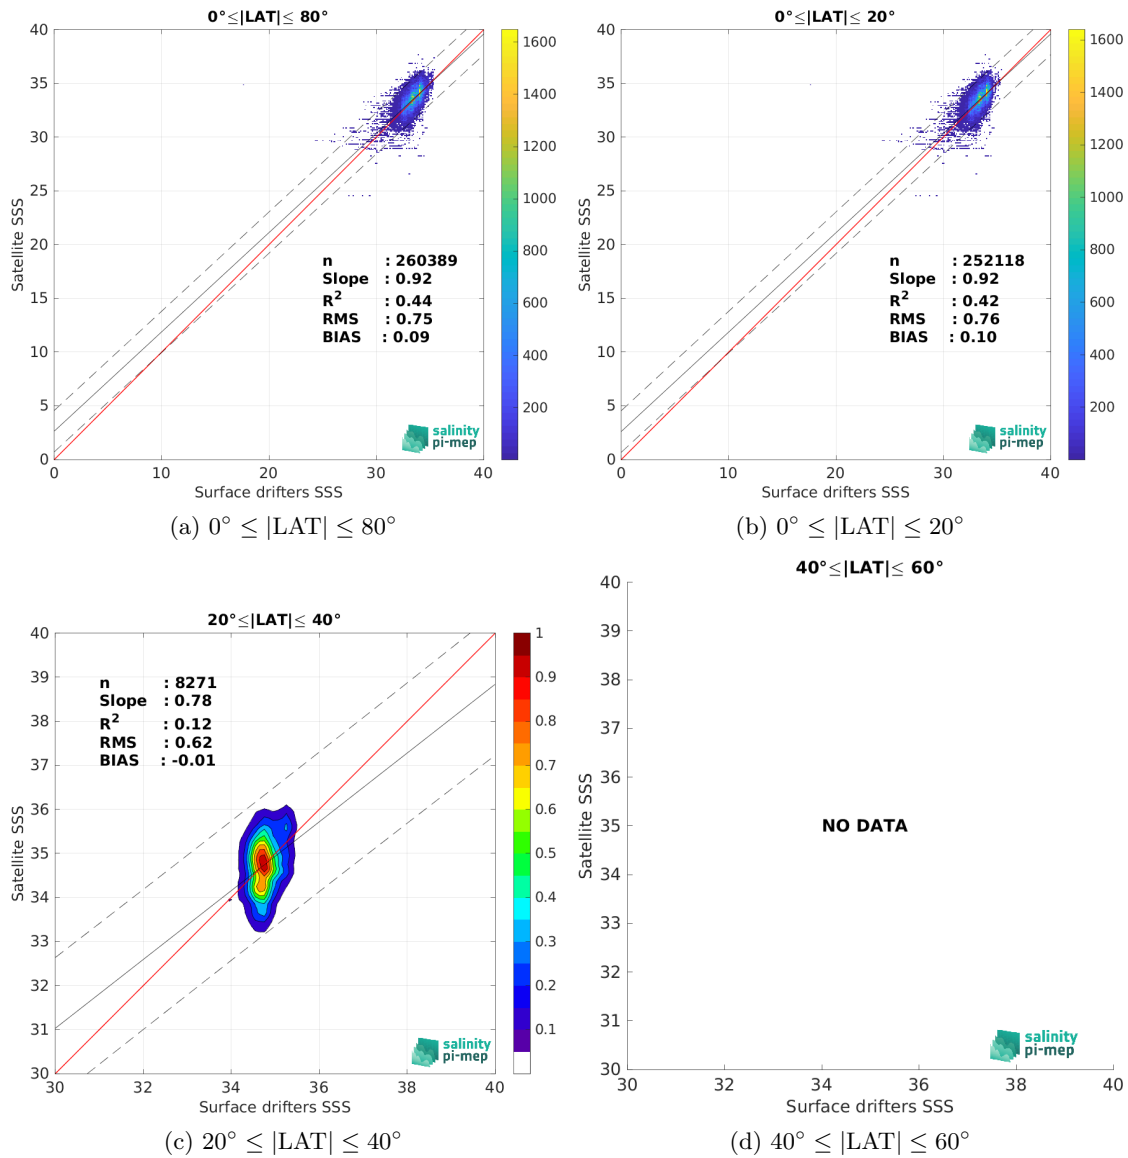 0°≤|LAT|≤ 80°
40
35
30
25
20
15
10
5
0
Satellite SSS
n : 260389
Slope : 0.92
R² : 0.44
RMS : 0.75
BIAS : 0.09
salinity
pi-mep
0 10 20 30 40
Surface drifters SSS
1600
1400
1200
1000
800
600
400
200
(a) 0° ≤ |LAT| ≤ 80°
0°≤|LAT|≤ 20°
40
35
30
25
20
15
10
5
0
Satellite SSS
n : 252118
Slope : 0.92
R² : 0.42
RMS : 0.76
BIAS : 0.10
salinity
pi-mep
0 10 20 30 40
Surface drifters SSS
1600
1400
1200
1000
800
600
400
200
(b) 0° ≤ |LAT| ≤ 20°
20°≤|LAT|≤ 40°
40
39
38
37
36
35
34
33
32
31
30
Satellite SSS
n : 8271
Slope : 0.78
R² : 0.12
RMS : 0.62
BIAS : -0.01
salinity
pi-mep
30 32 34 36 38 40
Surface drifters SSS
1
0.9
0.8
0.7
0.6
0.5
0.4
0.3
0.2
0.1
(c) 20° ≤ |LAT| ≤ 40°
40°≤|LAT|≤ 60°
40
39
38
37
36
35
34
33
32
31
30
Satellite SSS
NO DATA
salinity
pi-mep
30 32 34 36 38 40
Surface drifters SSS
(d) 40° ≤ |LAT| ≤ 60°